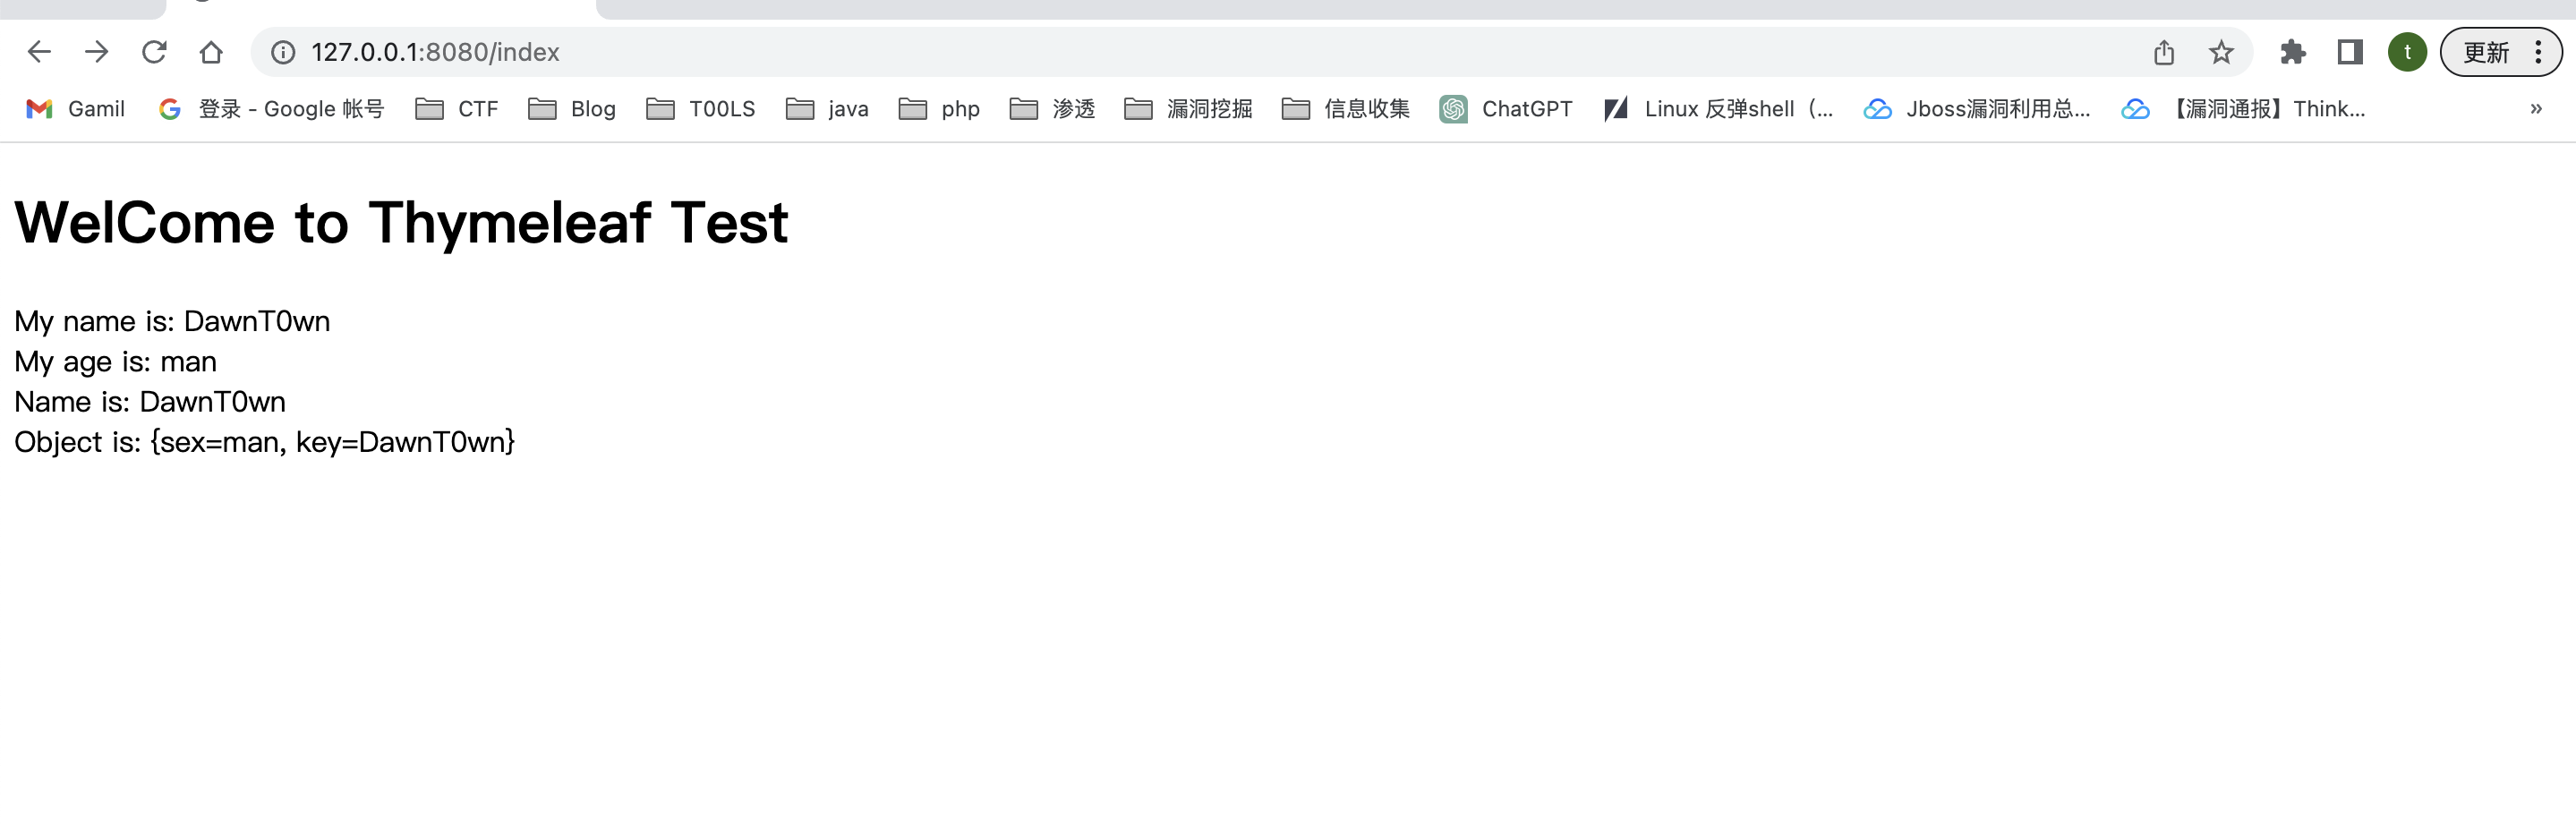 127.0.0.1:8080/index
t
更新
Gamil
登录 - Google 帐号
CTF
Blog
T00LS
java
php
渗透
漏洞挖掘
信息收集
ChatGPT
Linux 反弹shell（...
Jboss漏洞利用总...
【漏洞通报】Think...
»
WelCome to Thymeleaf Test
My name is: DawnT0wn
My age is: man
Name is: DawnT0wn
Object is: {sex=man, key=DawnT0wn}